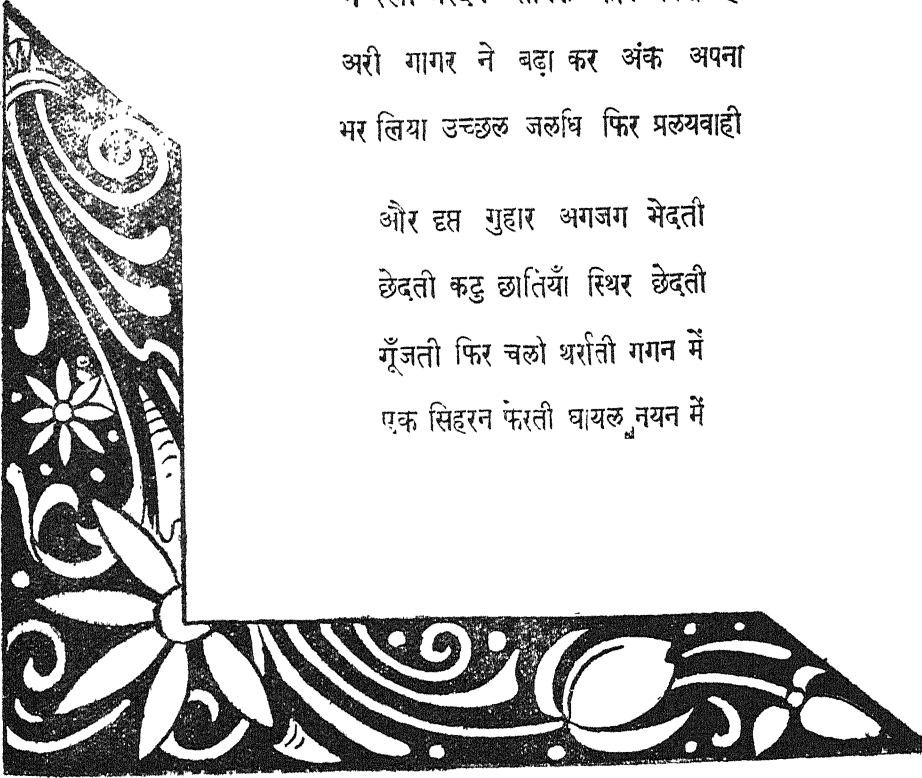 अरी गागर ने बढ़ा कर अंक अपना
भर लिया उच्छल जलधि फिर प्रलयवाही
और दृप्त गुहार अगजग भेदती
छेदती कटु छातियाँ स्थिर छेदती
गूँजती फिर चलो थर्राती गगन में
एक सिहरन फेरती घायल नयन में